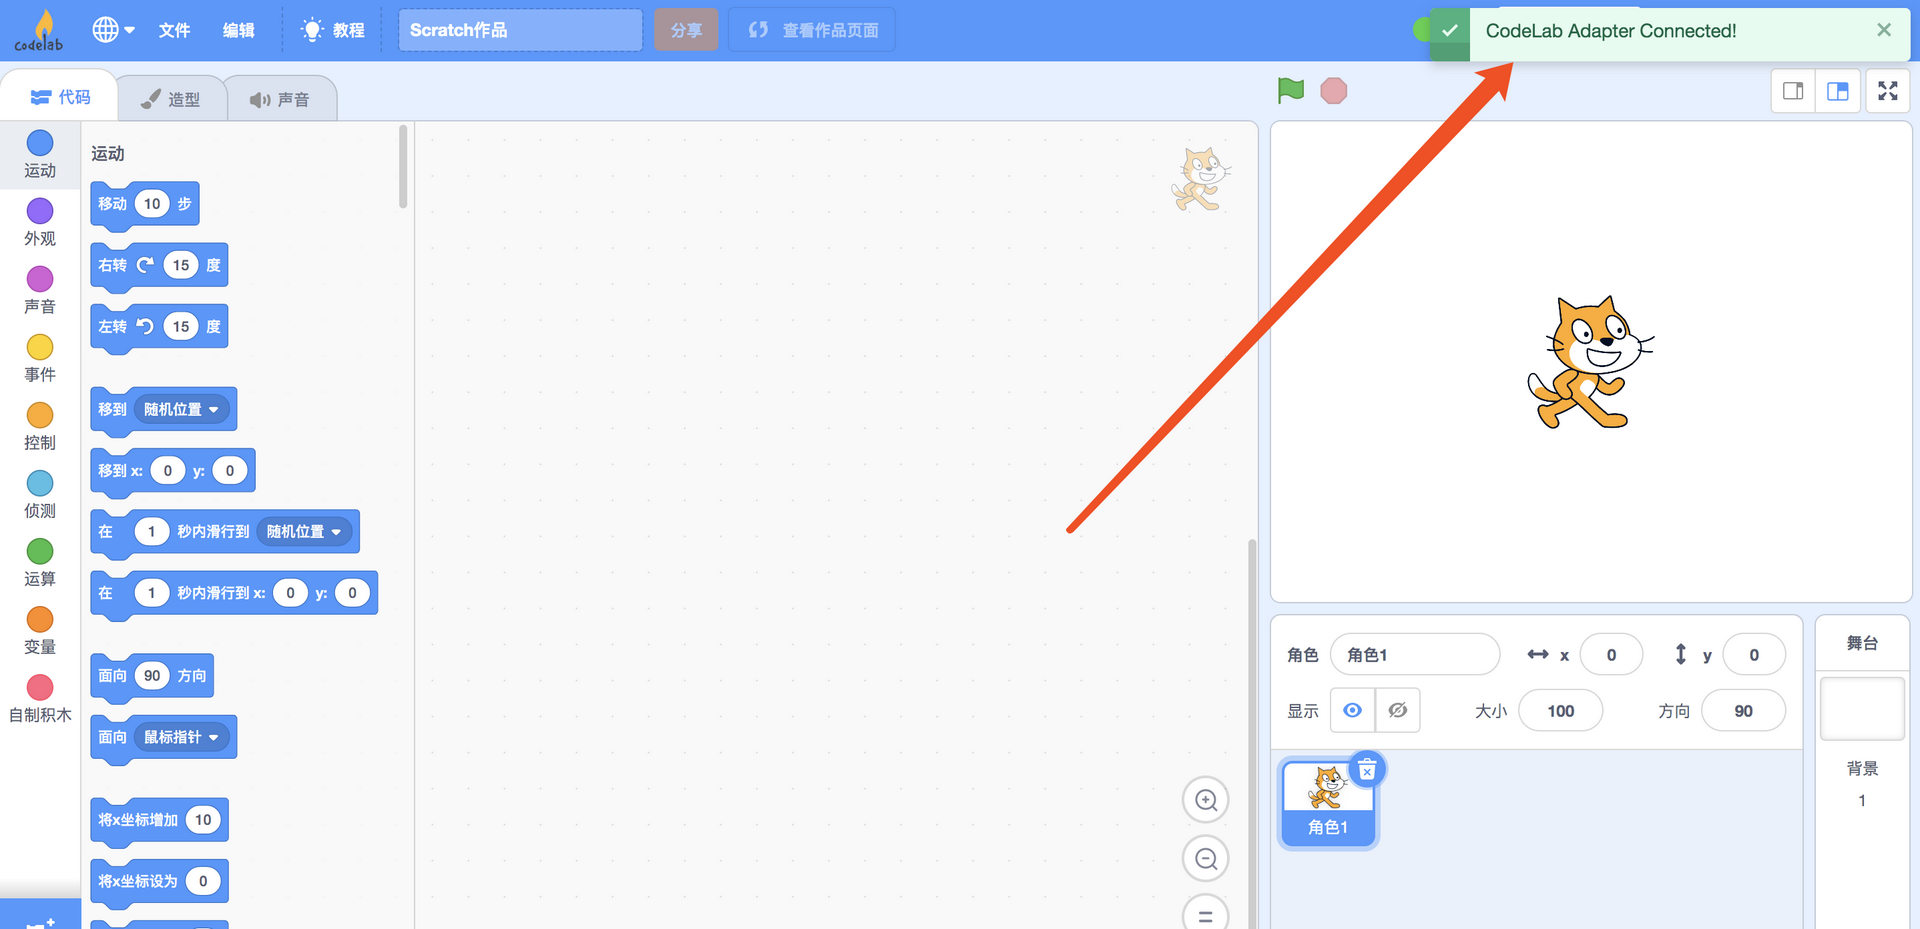 codelab
文件
编辑
教程
Scratch作品
分享
查看作品页面
CodeLab Adapter Connected!
代码
造型
声音
运动
外观
声音
事件
控制
侦测
运算
变量
自制积木
运动
移动 10 步
右转 15 度
左转 15 度
移到 随机位置
移到 x: 0 y: 0
在 1 秒内滑行到 随机位置
在 1 秒内滑行到 x: 0 y: 0
面向 90 方向
面向 鼠标指针
将x坐标增加 10
将x坐标设为 0
角色 角色1 x 0 y 0
显示 大小 100 方向 90
角色1
舞台
背景
1